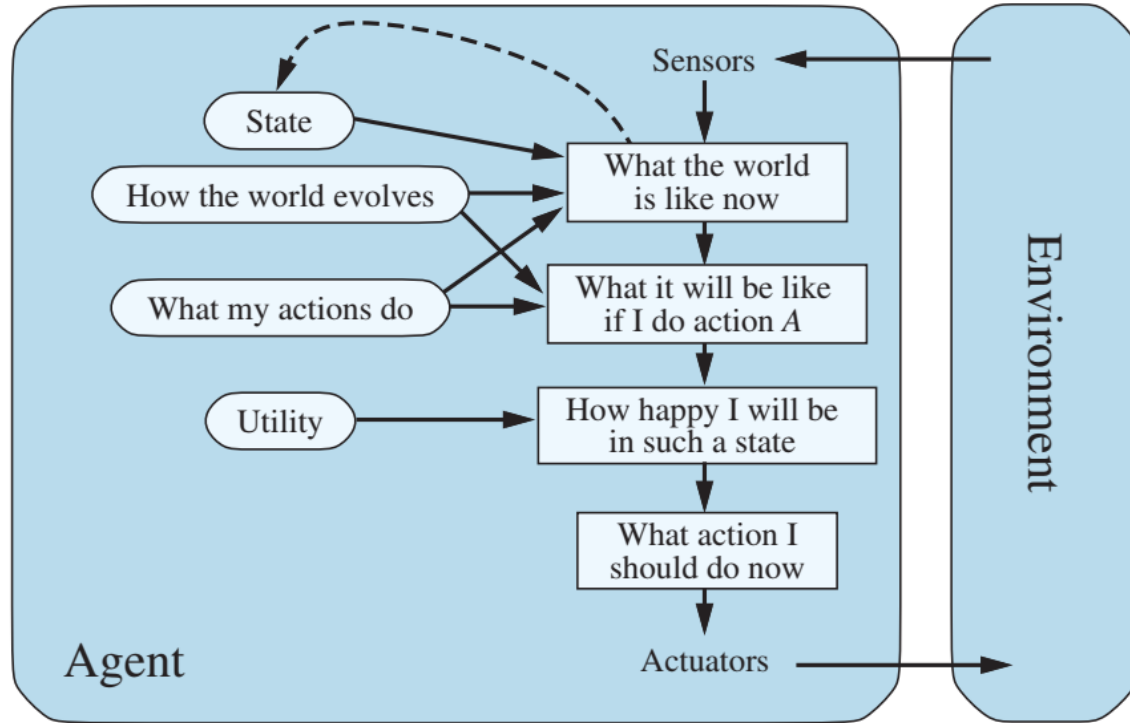 Sensors
State
What the world
is like now
How the world evolves
What it will be like
if I do action A
What my actions do
How happy I will be
in such a state
Utility
What action I
should do now
Agent
Actuators
Environment